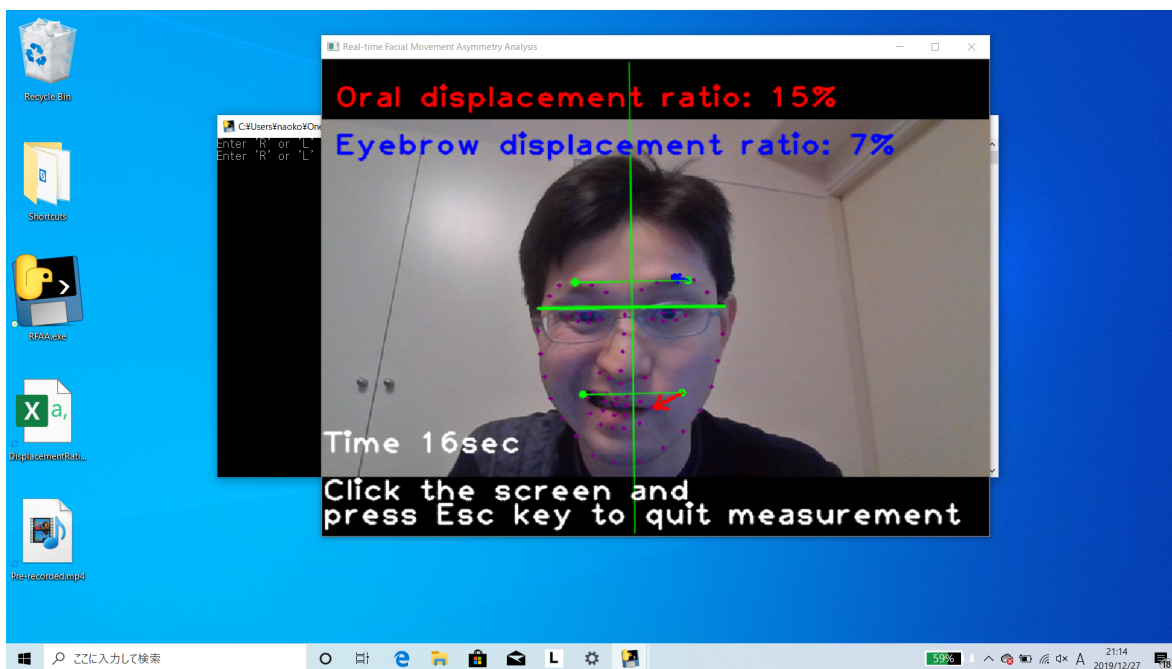 Recycle Bin
Shortcuts
RFAA.exe
DisplacementRati...
Pre-recorded.mp4
C:¥Users¥naoko¥One
Enter 'R' or 'L'
Enter 'R' or 'L'
Real-time Facial Movement Asymmetry Analysis
Oral displacement ratio: 15%
Eyebrow displacement ratio: 7%
Time 16sec
Click the screen and
press Esc key to quit measurement
ここに入力して検索
59%
A
21:14
2019/12/27